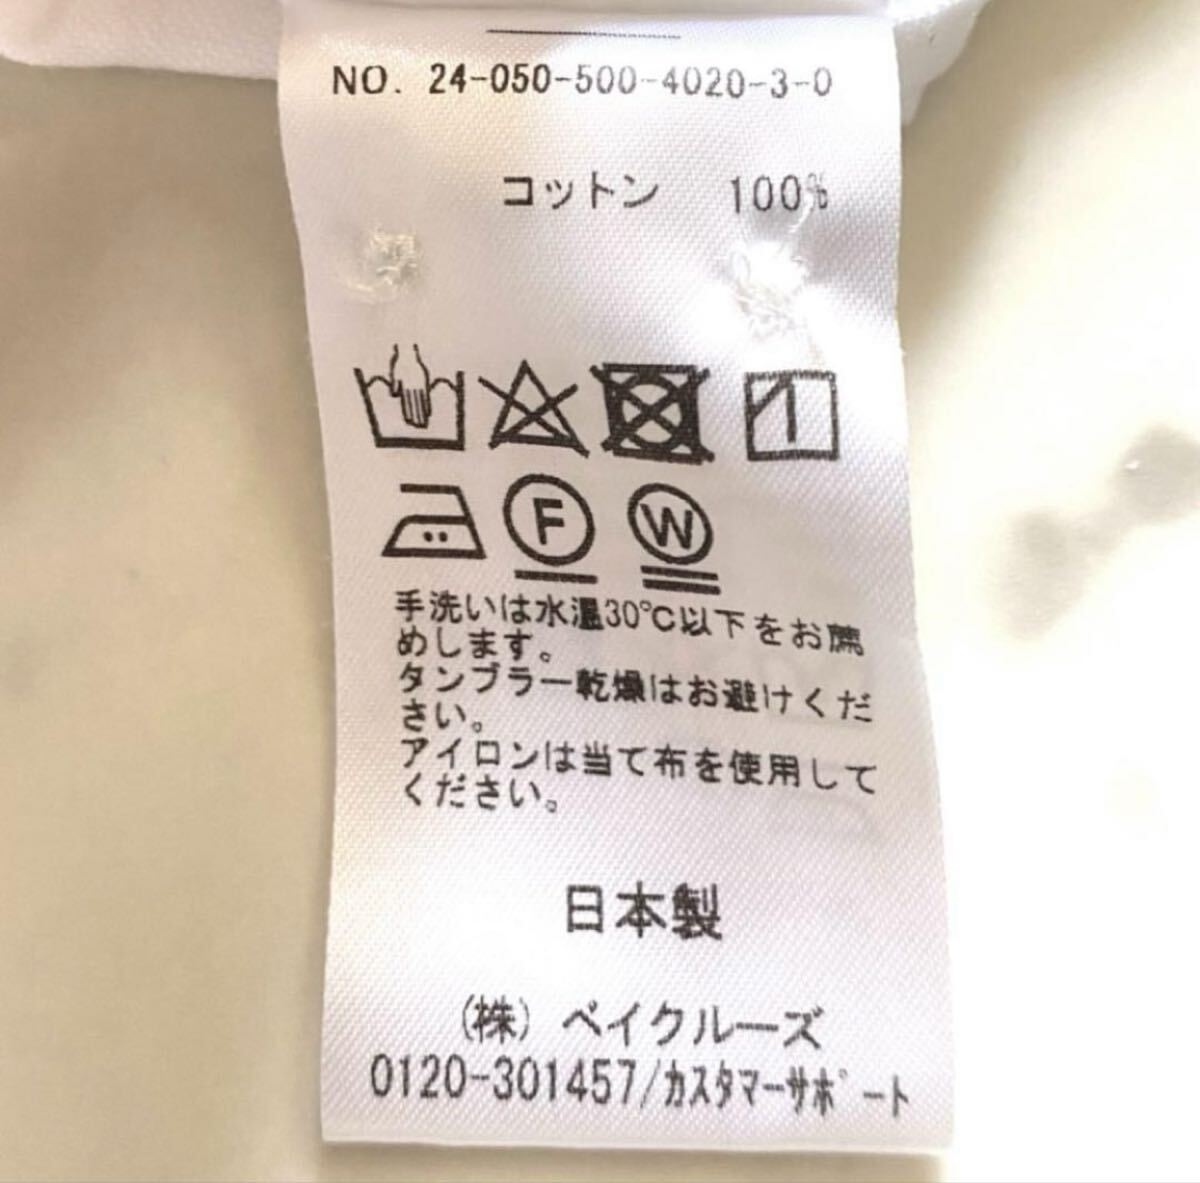 NO. 24-050-500-4020-3-0
コットン 100%
F W
手洗いは水温30℃以下をお薦
めします。
タンブラー乾燥はお避けくだ
さい。
アイロンは当て布を使用して
ください。
日本製
(株) ベイクルーズ
0120-301457/カスタマーサポート